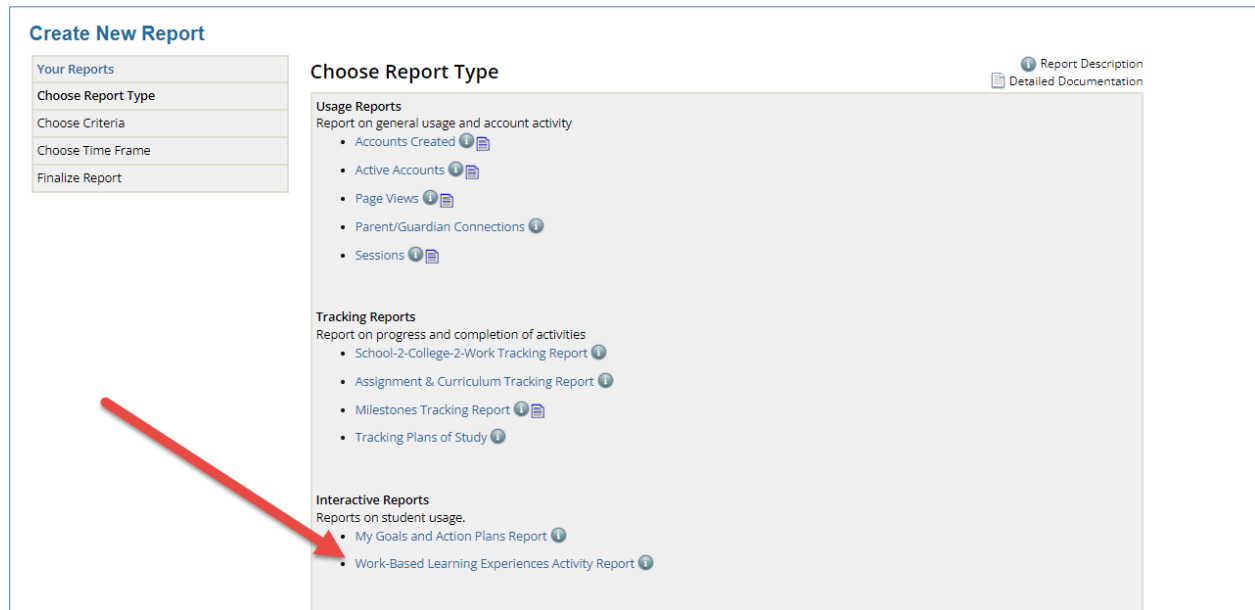 Create New Report
Your Reports
Choose Report Type
Choose Criteria
Choose Time Frame
Finalize Report
Choose Report Type
Report Description
Detailed Documentation
Usage Reports
Report on general usage and account activity
Accounts Created
Active Accounts
Page Views
Parent/Guardian Connections
Sessions
Tracking Reports
Report on progress and completion of activities
School-2-College-2-Work Tracking Report
Assignment & Curriculum Tracking Report
Milestones Tracking Report
Tracking Plans of Study
Interactive Reports
Reports on student usage.
My Goals and Action Plans Report
Work-Based Learning Experiences Activity Report